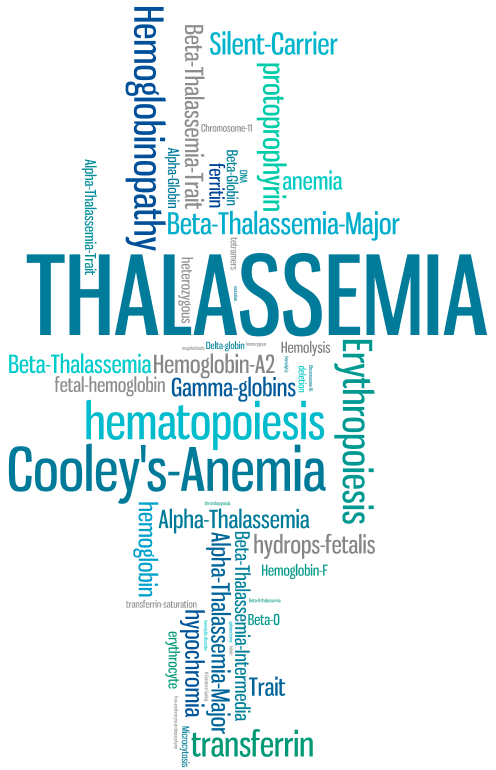 Hemoglobinopathy
Beta-Thalassemia-Trait
Silent-Carrier
protoprophyrin
Chromosome-11
Alpha-Globin
Beta-Globin
DNA
ferritin
Alpha-Thalassemia-Trait
anemia
Beta-Thalassemia-Major
tetramers
heterozygous
THALASSEMIA
Delta-globin
Hemolysis
Erythropoiesis
Beta-Thalassemia
Hemoglobin-A2
deletion
fetal-hemoglobin
Gamma-globins
hematopoiesis
Cooley's-Anemia
hemoglobin
Alpha-Thalassemia
hydrops-fetalis
Alpha-Thalassemia-Major
Beta-Thalassemia-Intermedia
Hemoglobin-F
transferrin-saturation
hypochromia
Beta-0
erythrocyte
Trait
Microcytosis
transferrin